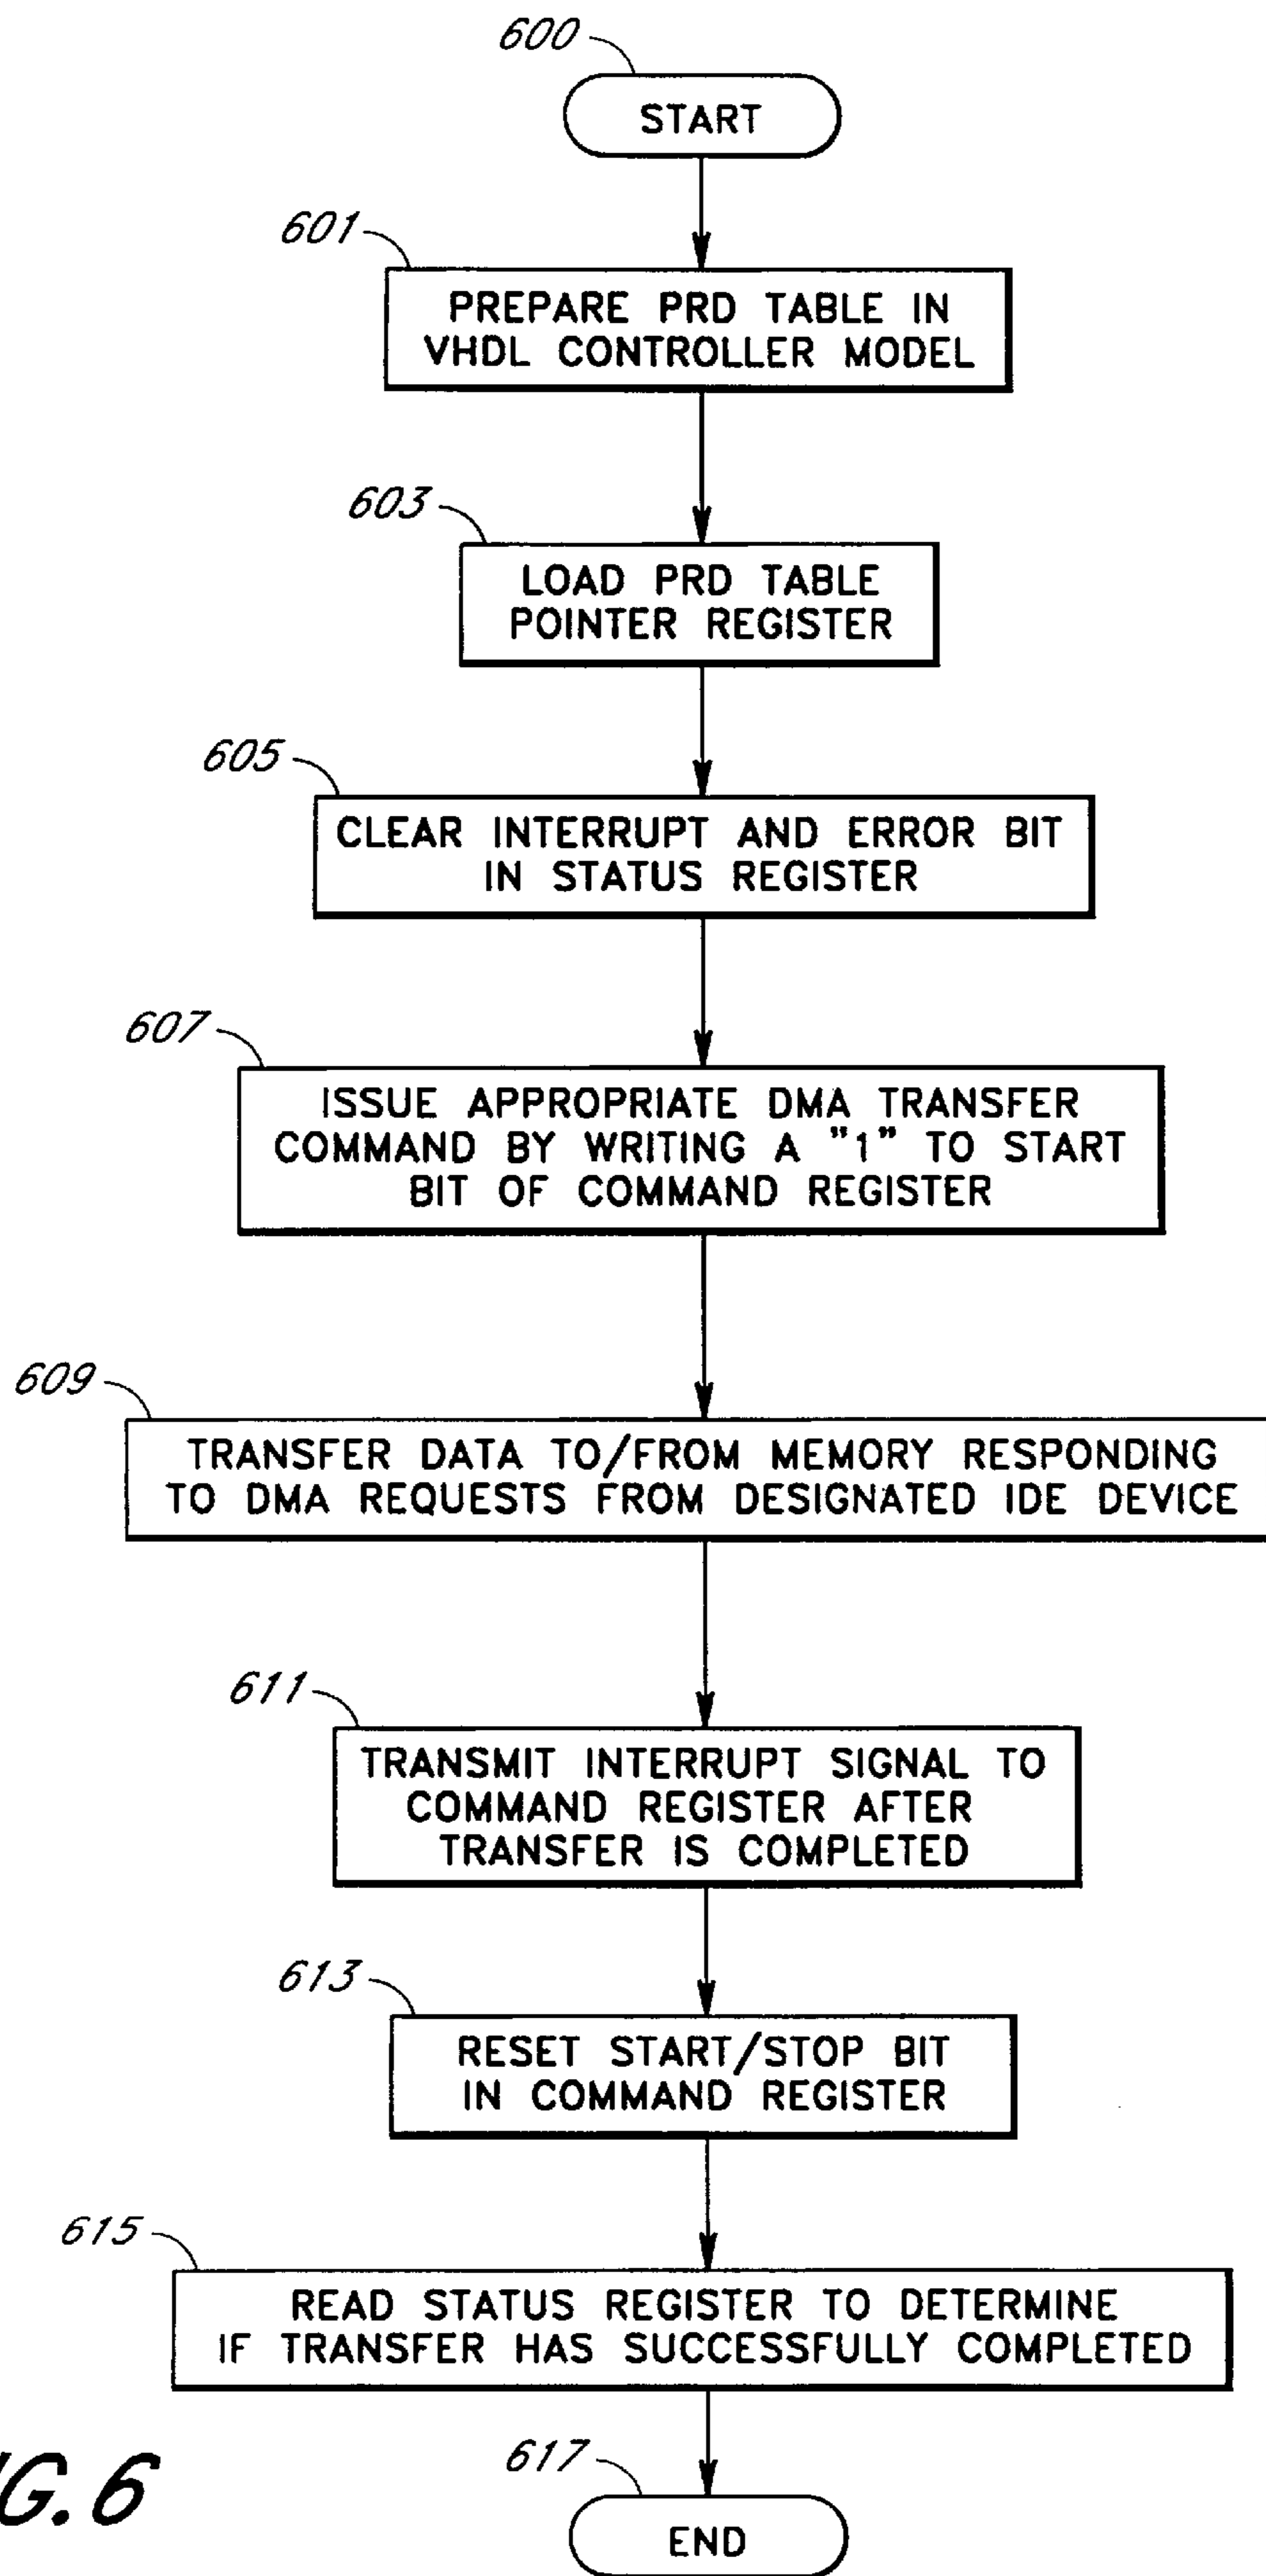 600
START
601
PREPARE PRD TABLE IN
VHDL CONTROLLER MODEL
603
LOAD PRD TABLE
POINTER REGISTER
605
CLEAR INTERRUPT AND ERROR BIT
IN STATUS REGISTER
607
ISSUE APPROPRIATE DMA TRANSFER
COMMAND BY WRITING A "1" TO START
BIT OF COMMAND REGISTER
609
TRANSFER DATA TO/FROM MEMORY RESPONDING
TO DMA REQUESTS FROM DESIGNATED IDE DEVICE
611
TRANSMIT INTERRUPT SIGNAL TO
COMMAND REGISTER AFTER
TRANSFER IS COMPLETED
613
RESET START/STOP BIT
IN COMMAND REGISTER
615
READ STATUS REGISTER TO DETERMINE
IF TRANSFER HAS SUCCESSFULLY COMPLETED
617
END
G.6